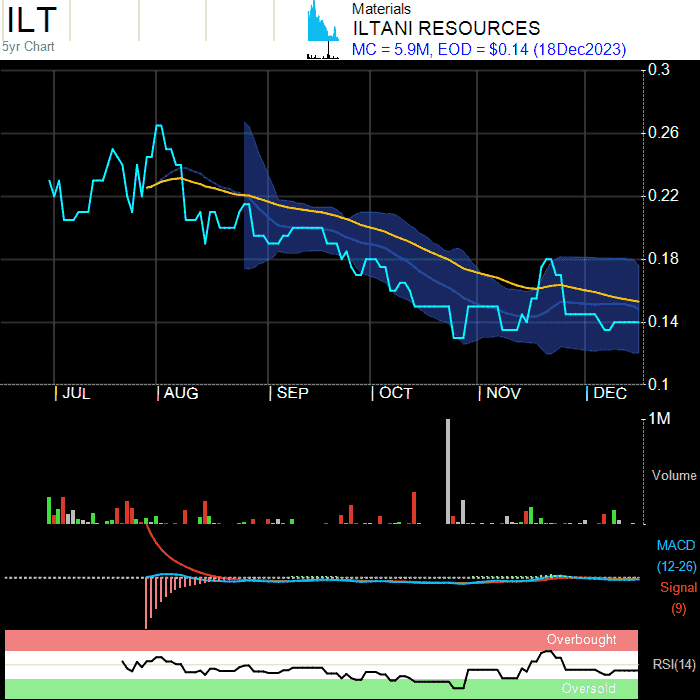 ILT
5yr Chart
Materials
ILTANI RESOURCES
MC = 5.9M, EOD = $0.14 (18Dec2023)
0.3
0.26
0.22
0.18
0.14
0.1
| JUL | AUG | SEP | OCT | NOV | DEC
1M
Volume
MACD
(12-26)
Signal
(9)
Overbought
RSI(14)
Oversold